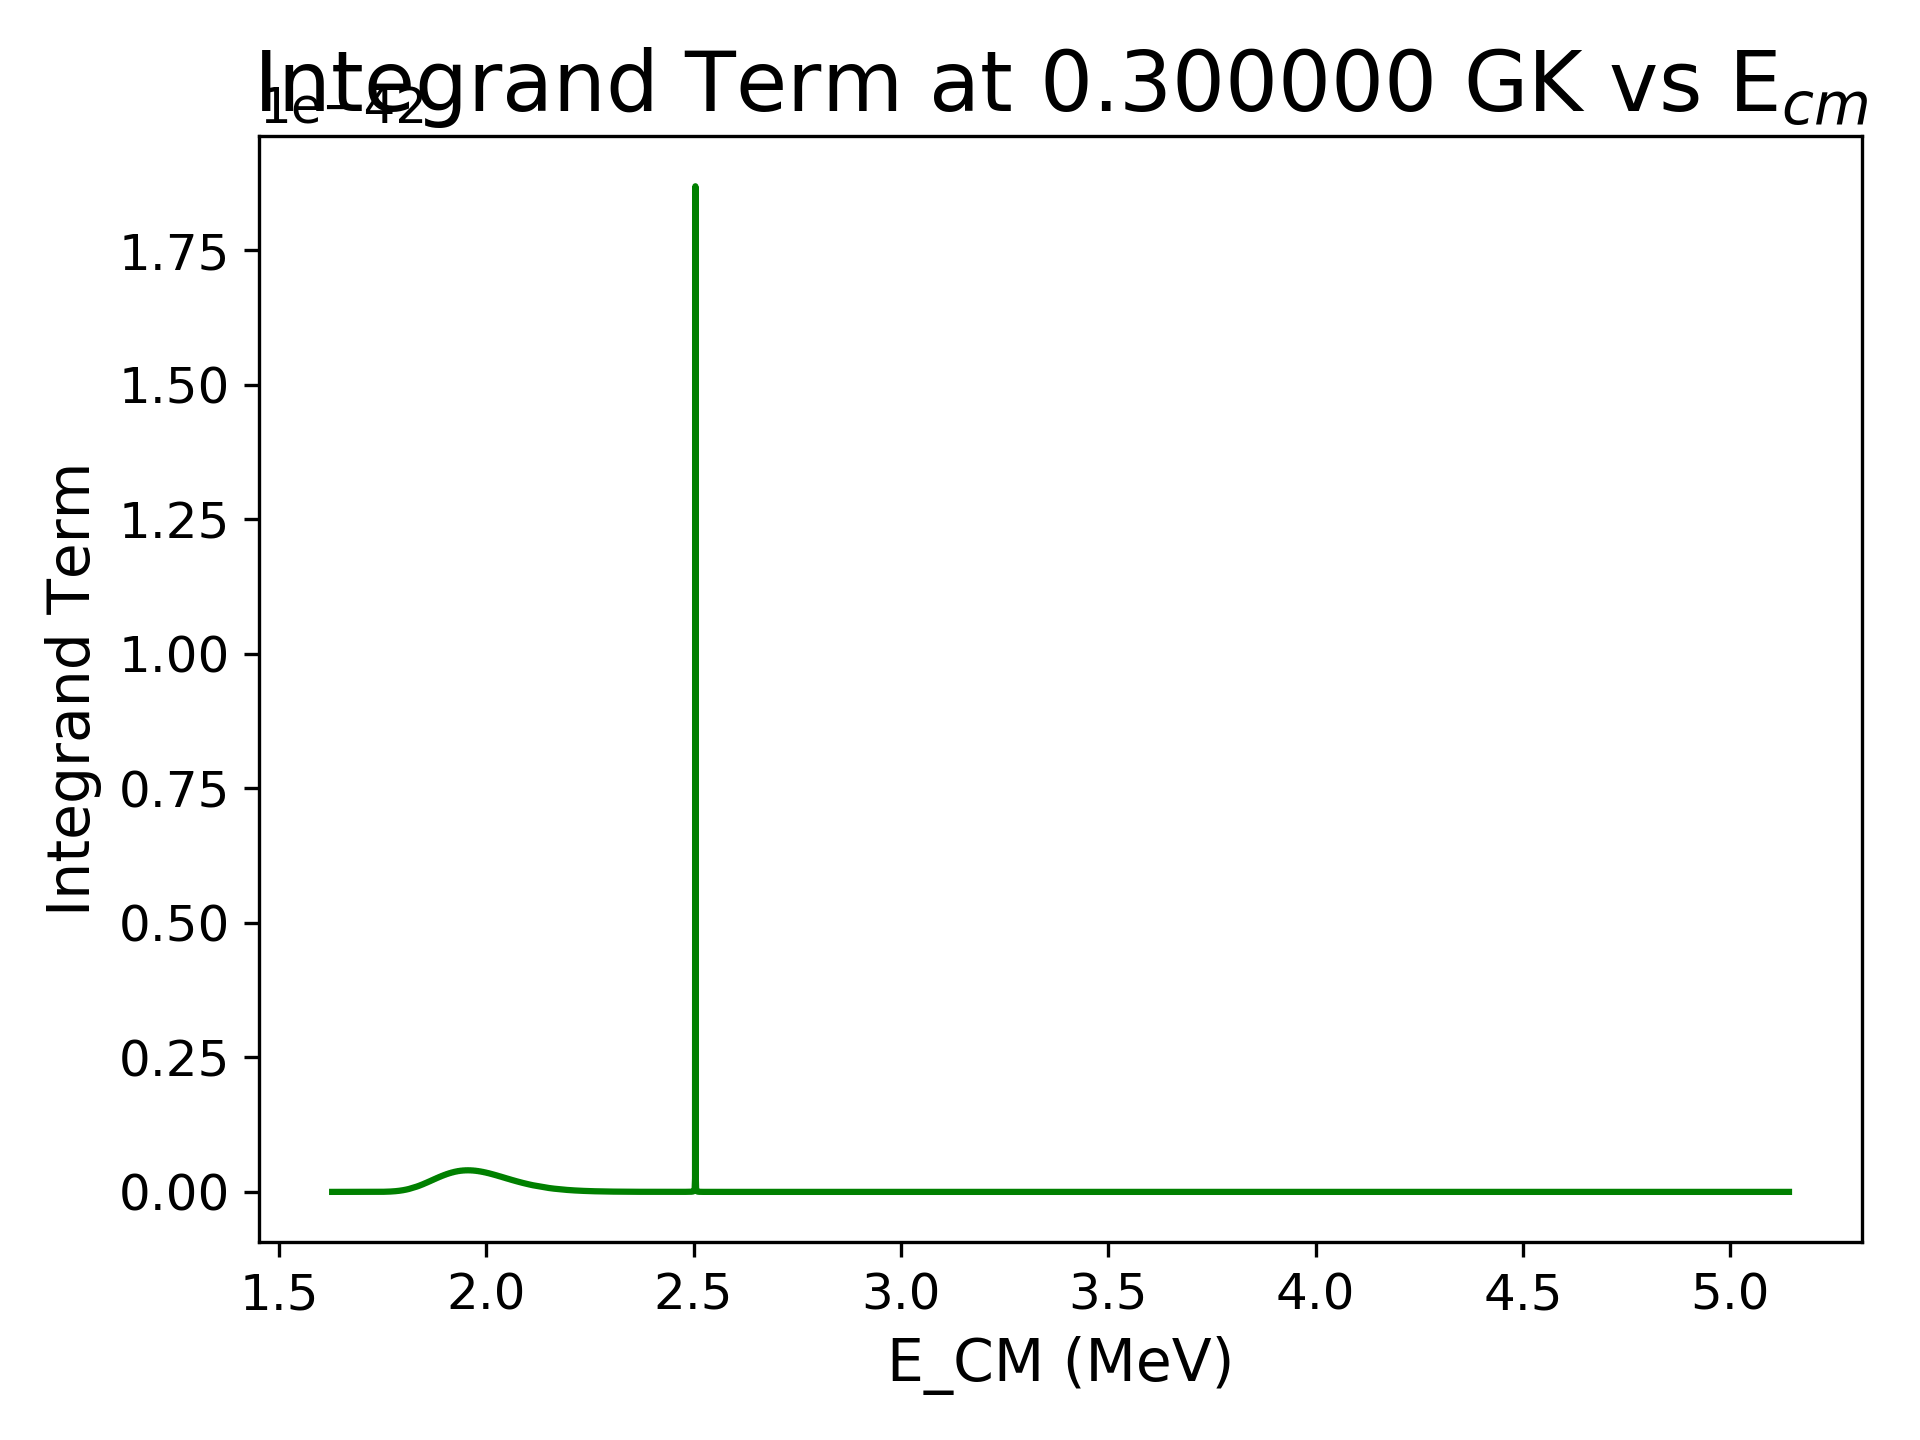 Integrand Term at 0.300000 GK vs E_cm
1e−42
Integrand Term
1.75
1.50
1.25
1.00
0.75
0.50
0.25
0.00
1.5 2.0 2.5 3.0 3.5 4.0 4.5 5.0
E_CM (MeV)